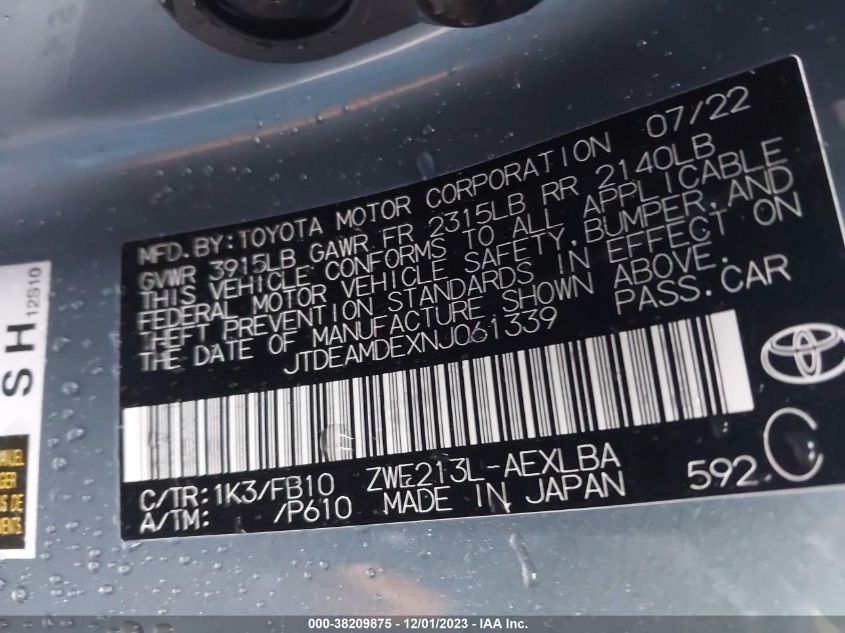 MFD.BY:TOYOTA MOTOR CORPORATION 07/22
GVWR 3915LB GAWR FR 2315LB RR 2140LB
THIS VEHICLE CONFORMS TO ALL APPLICABLE
FEDERAL MOTOR VEHICLE SAFETY,BUMPER,AND
THEFT PREVENTION STANDARDS IN EFFECT ON
THE DATE OF MANUFACTURE SHOWN ABOVE.
JTDEAMDEXNJ061339 PASS.CAR
C/TR:1K3/FB10 ZWE213L-AEXLBA 592 C
A/TM: /P610 MADE IN JAPAN
SH
12S10
000-38209875 - 12/01/2023 - IAA Inc.